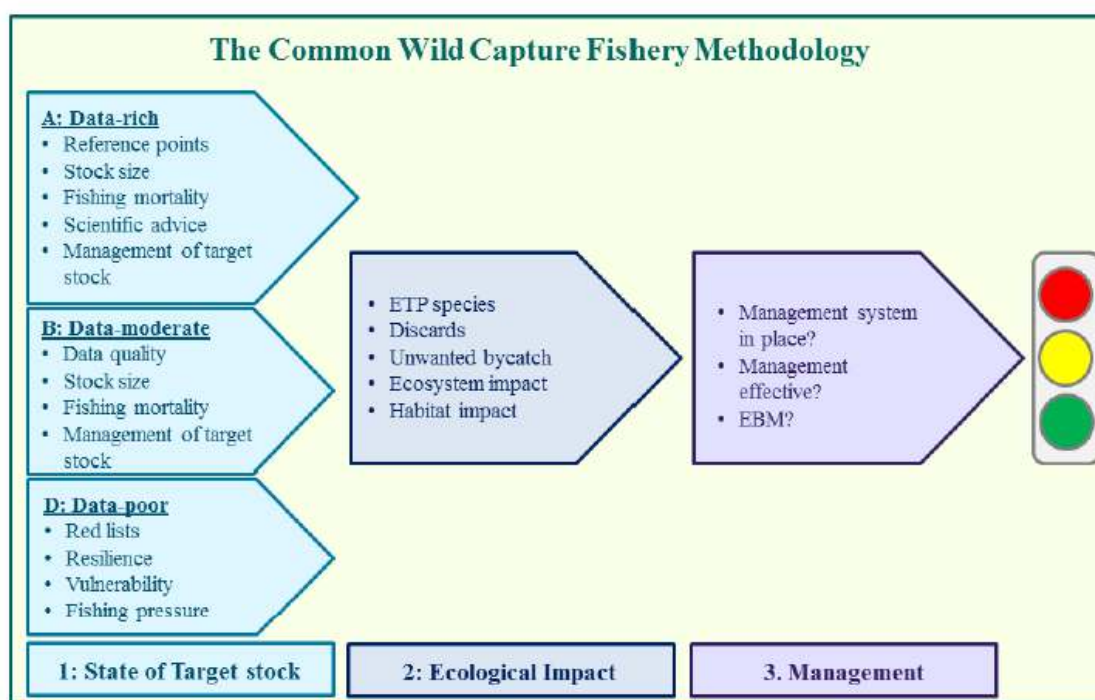 The Common Wild Capture Fishery Methodology
A: Data-rich
• Reference points
• Stock size
• Fishing mortality
• Scientific advice
• Management of target
stock
B: Data-moderate
• Data quality
• Stock size
• Fishing mortality
• Management of target
stock
D: Data-poor
• Red lists
• Resilience
• Vulnerability
• Fishing pressure
1: State of Target stock
• ETP species
• Discards
• Unwanted bycatch
• Ecosystem impact
• Habitat impact
2: Ecological Impact
• Management system
in place?
• Management
effective?
• EBM?
3. Management